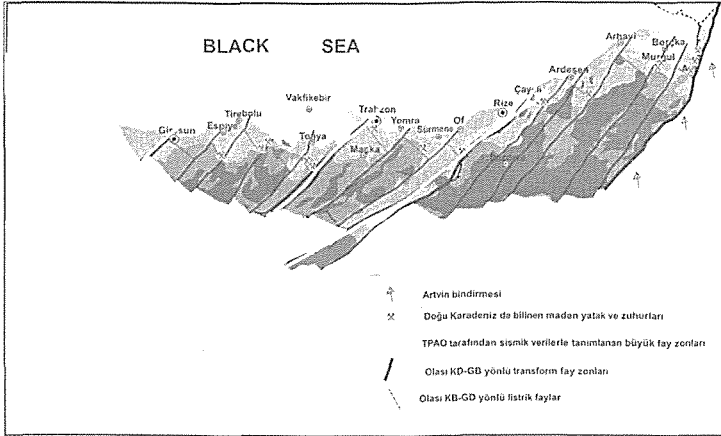 BLACK SEA
Arhavi
Borçka
Murgul
Ardeşen
Vakfıkebir
Çayeli
Tirebolu
Trabzon
Rize
Espiye
Yomra
Of
Giresun
Tonya
Sürmene
Maçka
Artvin bindirmesi
Doğu Karadeniz de bilinen maden yatak ve zuhurları
TPAO tarafından sismik verilerle tanımlanan büyük fay zonları
Olası KD-GB yönlü transform fay zonları
Olası KB-GD yönlü listrik faylar